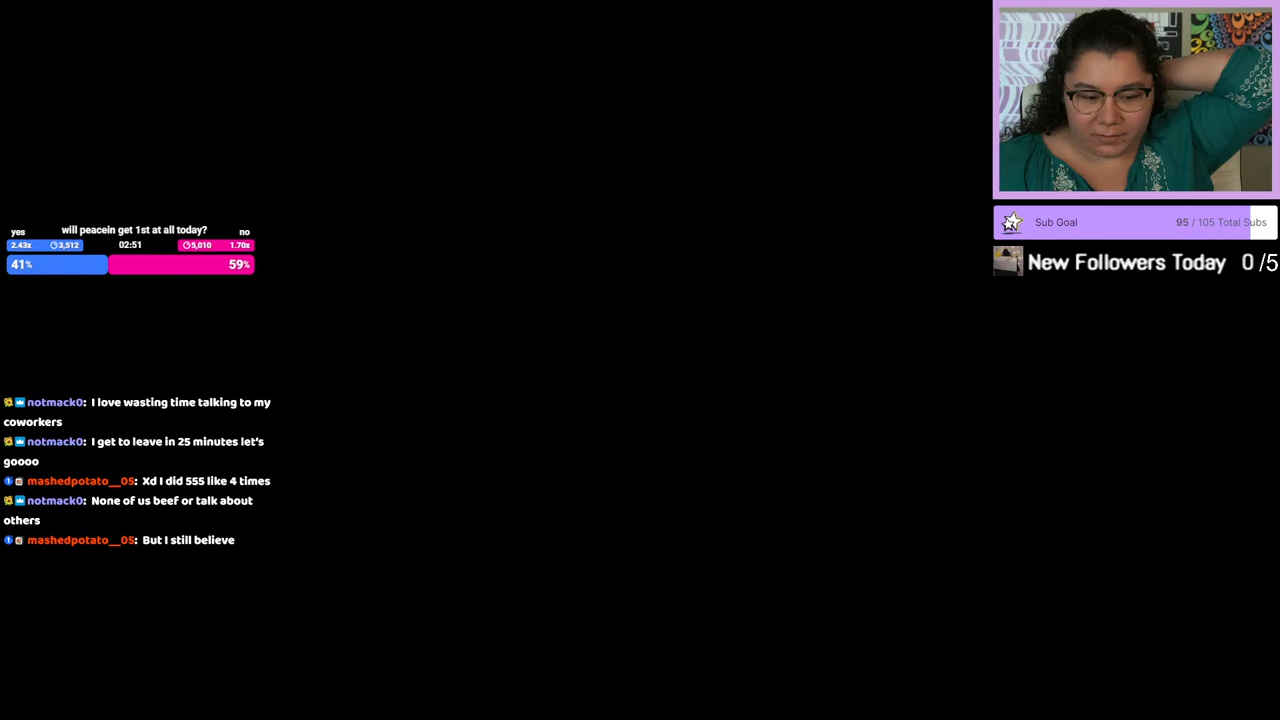 will peacein get 1st at all today?
yes
no
2.43x
3,512
02:51
5,010
1.70x
41%
59%
Sub Goal
95 / 105 Total Subs
New Followers Today 0 /5
notmack0: I love wasting time talking to my
coworkers
notmack0: I get to leave in 25 minutes let's
goooo
mashedpotato__05: Xd I did 555 like 4 times
notmack0: None of us beef or talk about
others
mashedpotato__05: But I still believe